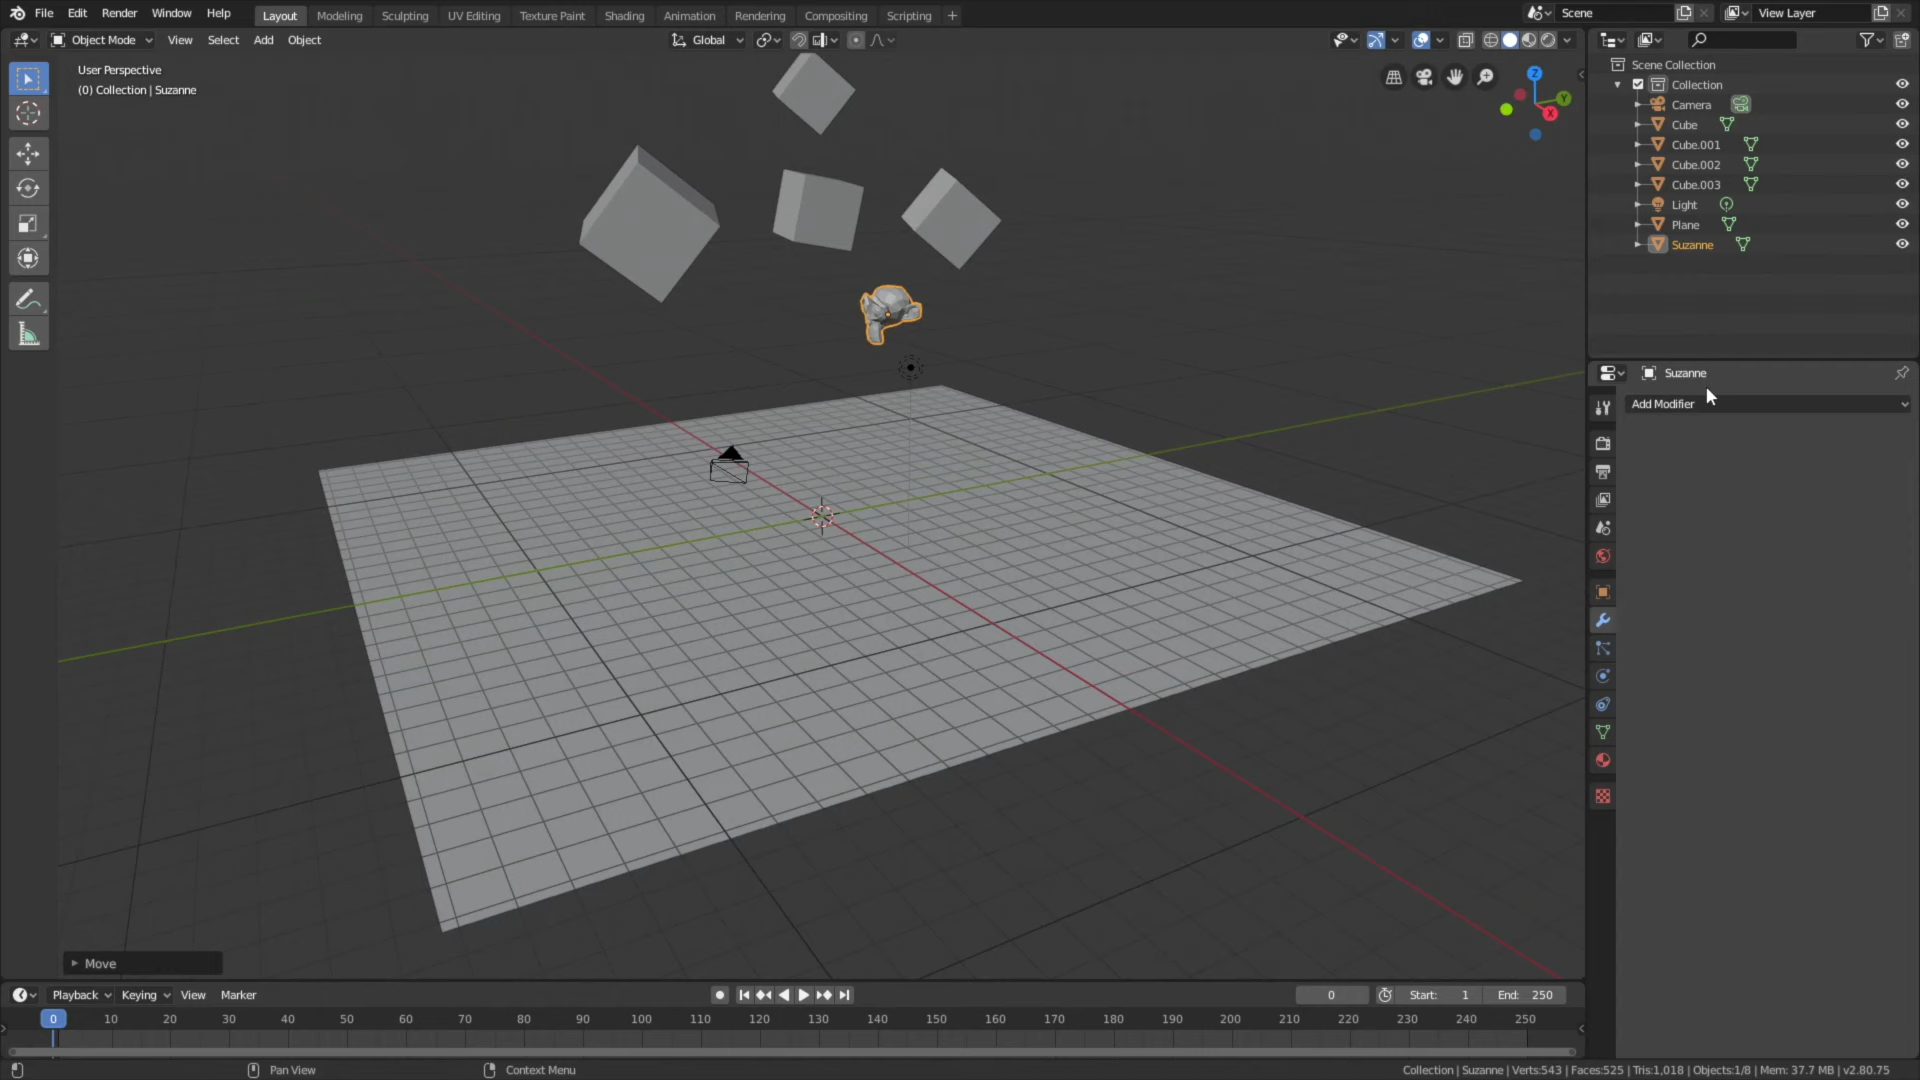 File Edit Render Window Help Layout Modeling Sculpting UV Editing Texture Paint Shading Animation Rendering Compositing Scripting + Scene View Layer
Object Mode View Select Add Object Global
User Perspective
(0) Collection | Suzanne
Z
Y
X
Scene Collection
Collection
Camera
Cube
Cube.001
Cube.002
Cube.003
Light
Plane
Suzanne
Suzanne
Add Modifier
Move
Playback Keying View Marker 0 Start: 1 End: 250
0 10 20 30 40 50 60 70 80 90 100 110 120 130 140 150 160 170 180 190 200 210 220 230 240 250
Pan View Context Menu Collection | Suzanne | Verts:543 | Faces:525 | Tris:1,018 | Objects:1/8 | Mem: 37.7 MB | v2.80.75